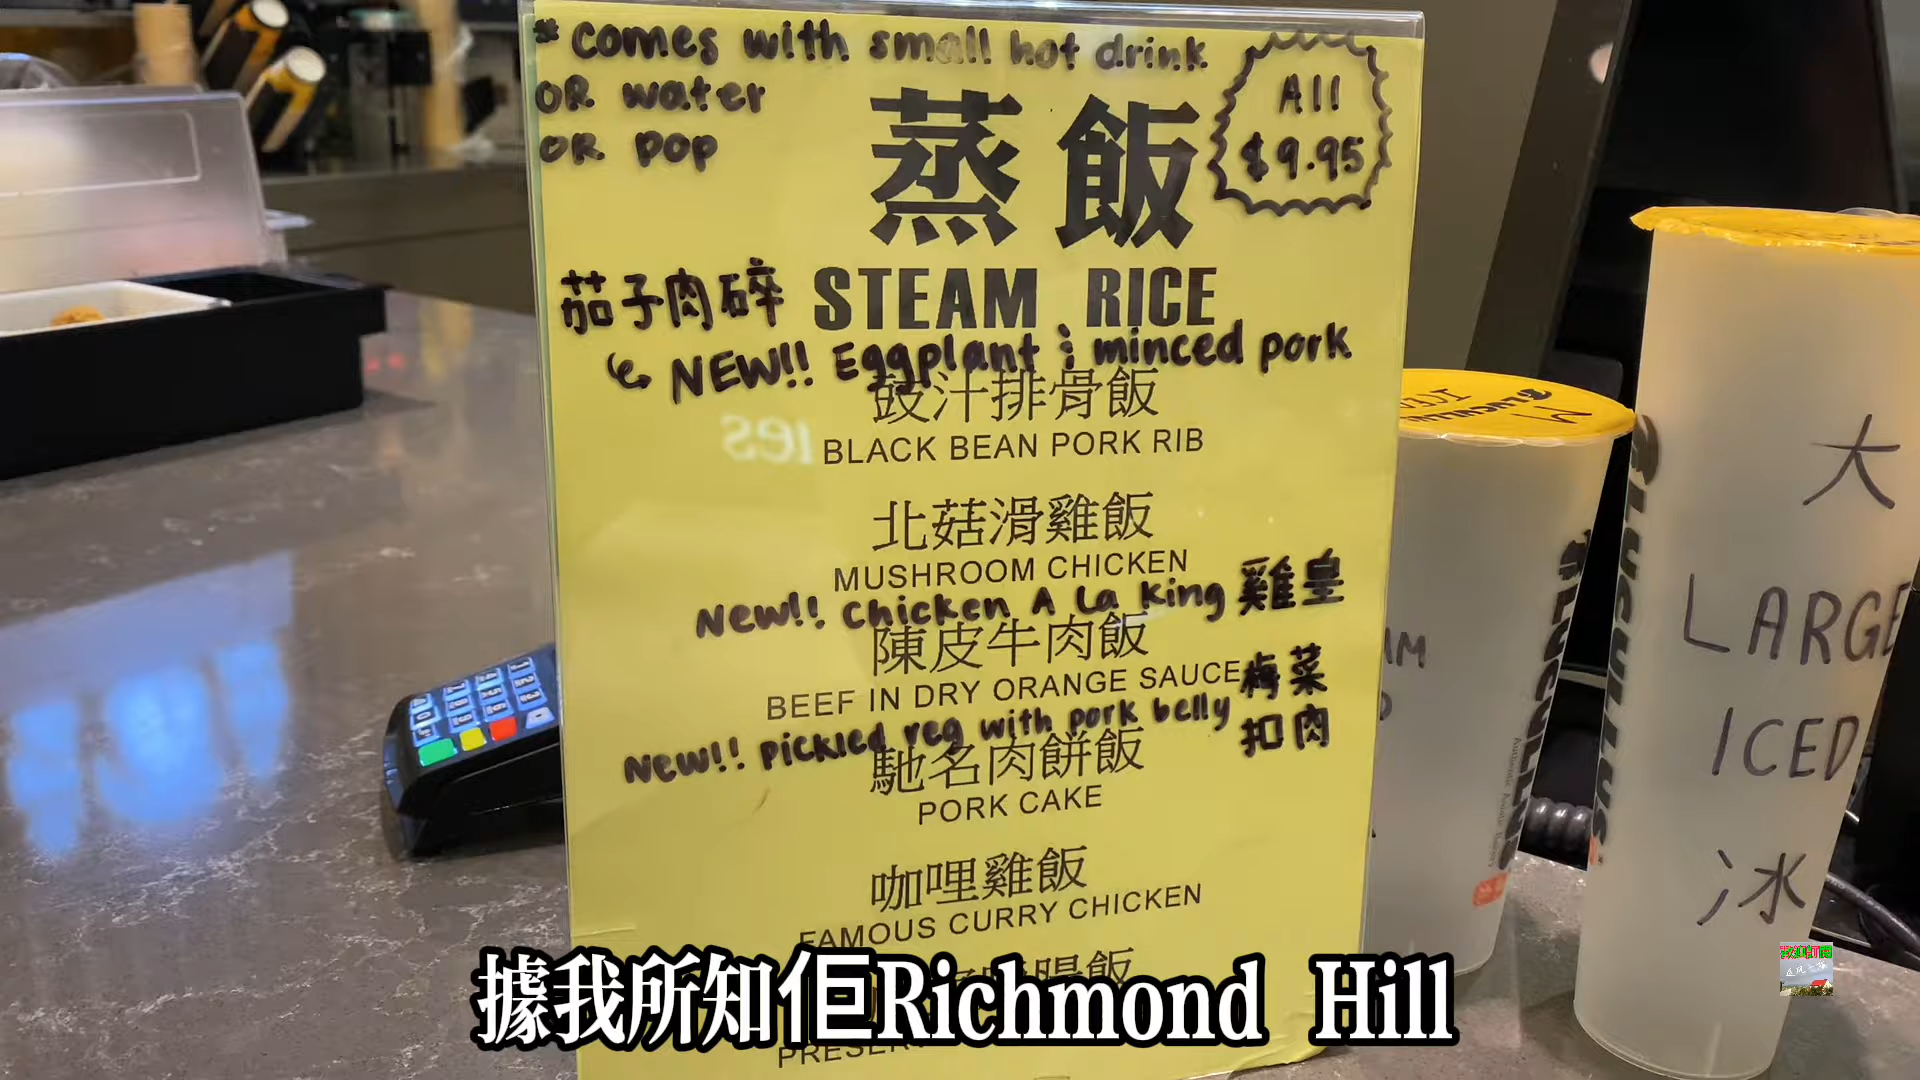 *comes with small hot drink
OR water
OR pop
All
$9.95
蒸飯
STEAM RICE
茄子肉碎
NEW!! Eggplant & minced pork
豉汁排骨飯
BLACK BEAN PORK RIB
北菇滑雞飯
MUSHROOM CHICKEN
New!! Chicken A La King 雞皇
陳皮牛肉飯
BEEF IN DRY ORANGE SAUCE
梅菜
扣肉
New!! pickled veg with pork belly
馳名肉餅飯
PORK CAKE
咖哩雞飯
FAMOUS CURRY CHICKEN
大
LARGE
ICED
冰
據我所知佢Richmond Hill